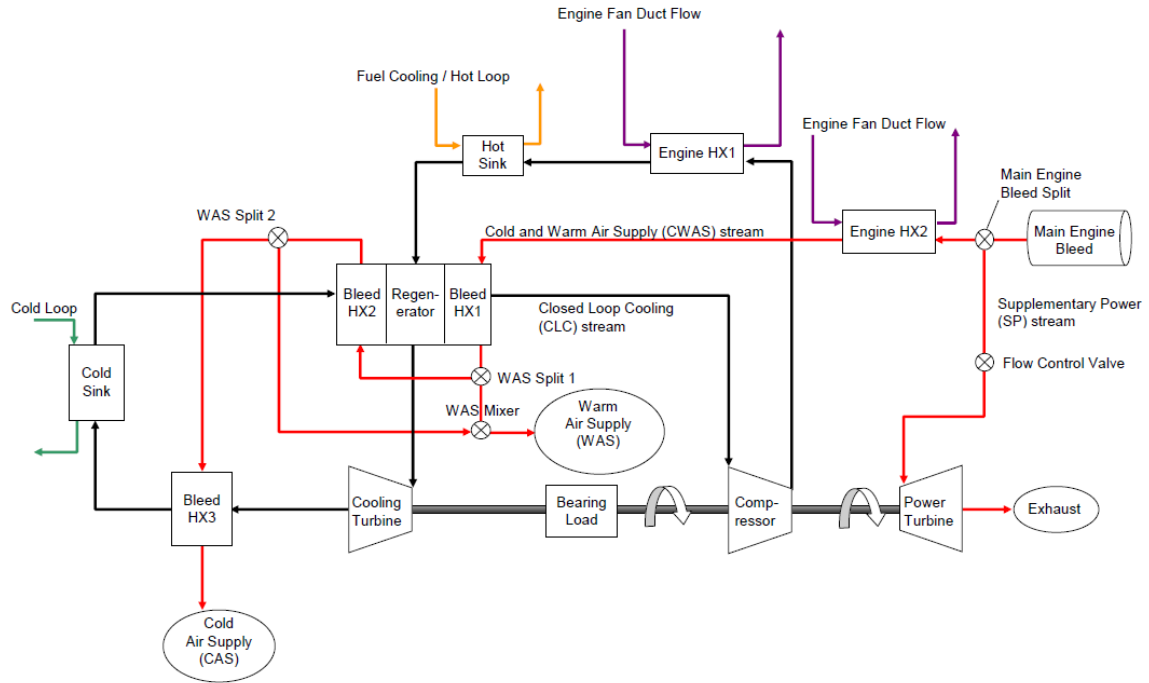 Engine Fan Duct Flow
Fuel Cooling / Hot Loop
Engine Fan Duct Flow
Hot
Sink
Engine HX1
Main Engine
Bleed Split
WAS Split 2
Cold and Warm Air Supply (CWAS) stream
Engine HX2
Main Engine
Bleed
Bleed
HX2
Regen-
erator
Bleed
HX1
Cold Loop
Closed Loop Cooling
(CLC) stream
Supplementary Power
(SP) stream
Cold
Sink
WAS Split 1
Flow Control Valve
WAS Mixer
Warm
Air Supply
(WAS)
Bleed
HX3
Cooling
Turbine
Bearing
Load
Comp-
ressor
Power
Turbine
Exhaust
Cold
Air Supply
(CAS)